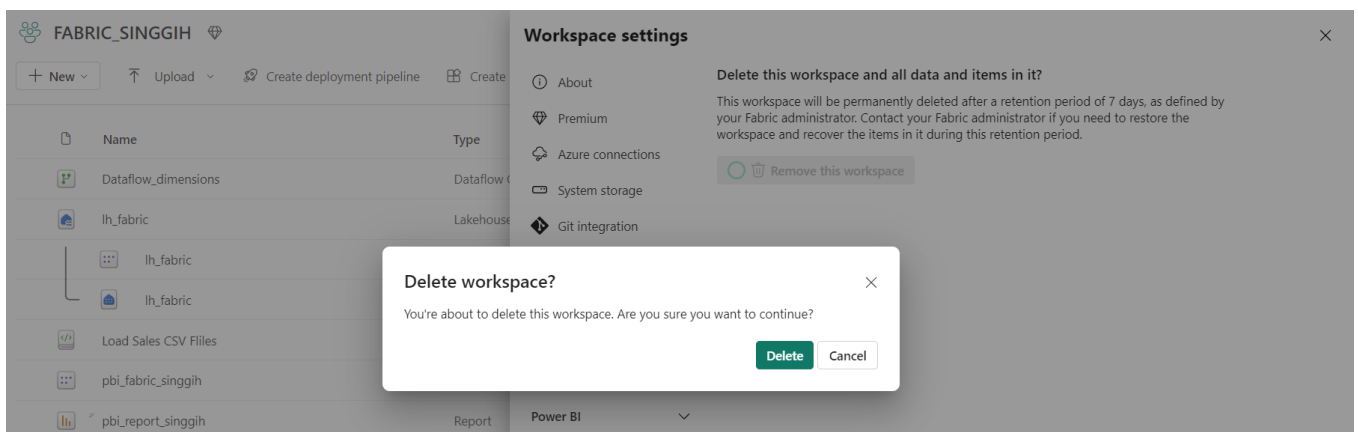 FABRIC_SINGGIH
New
Upload
Create deployment pipeline
Create
Name
Type
Dataflow_dimensions
Dataflow
lh_fabric
Lakehouse
lh_fabric
lh_fabric
Load Sales CSV Fliles
pbi_fabric_singgih
pbi_report_singgih
Report
Workspace settings
About
Premium
Azure connections
System storage
Git integration
Power BI
Delete this workspace and all data and items in it?
This workspace will be permanently deleted after a retention period of 7 days, as defined by
your Fabric administrator. Contact your Fabric administrator if you need to restore the
workspace and recover the items in it during this retention period.
Remove this workspace
Delete workspace?
You're about to delete this workspace. Are you sure you want to continue?
Delete
Cancel